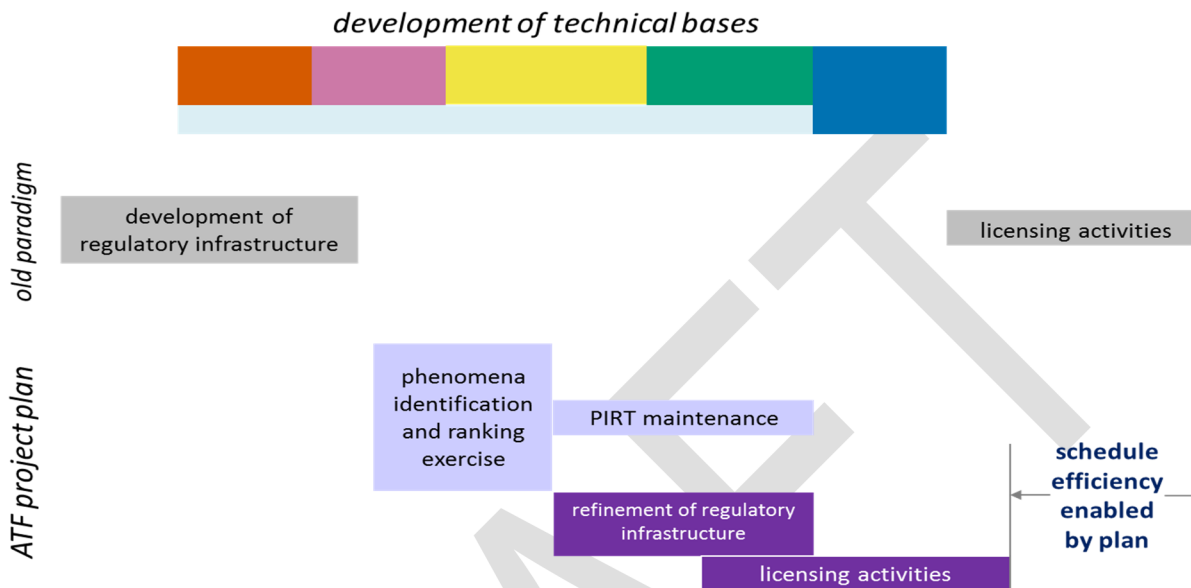 development of technical bases
old paradigm
development of
regulatory infrastructure
licensing activities
ATF project plan
phenomena
identification
and ranking
exercise
PIRT maintenance
refinement of regulatory
infrastructure
licensing activities
schedule
efficiency
enabled
by plan